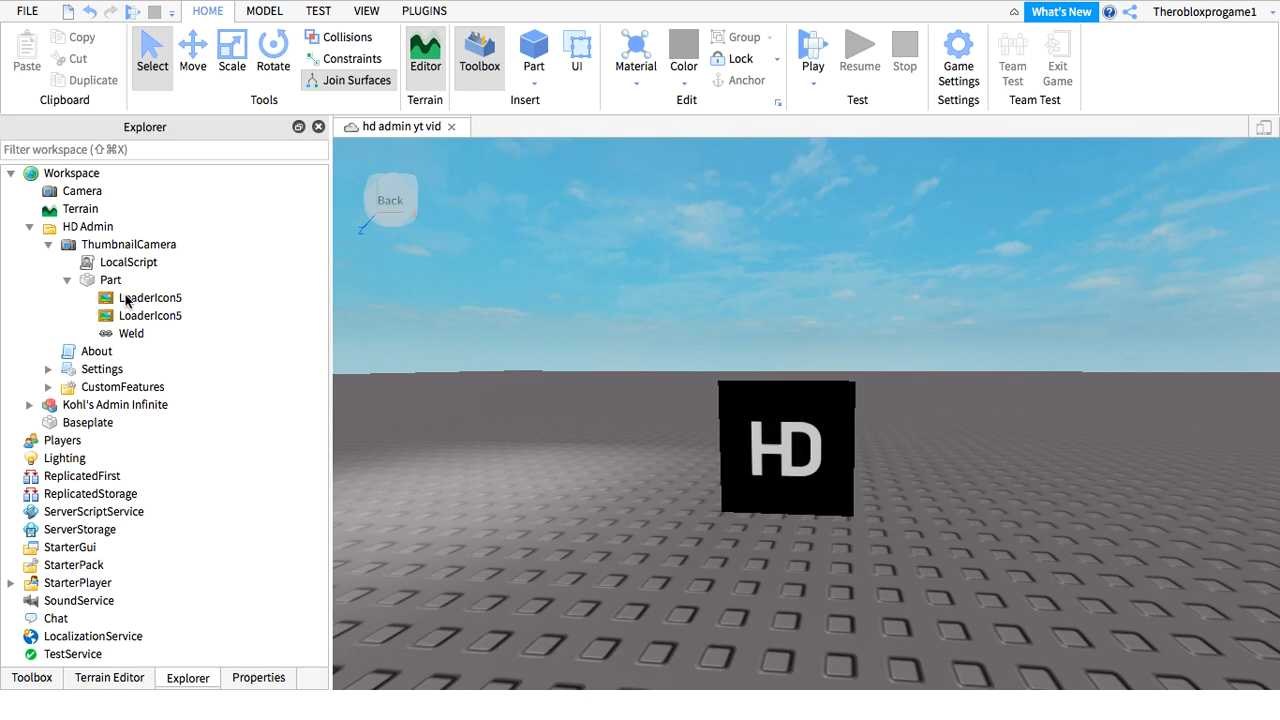 FILE HOME MODEL TEST VIEW PLUGINS What's New Therobloxprogame1
Paste Copy Cut Duplicate Select Move Scale Rotate Collisions Constraints Join Surfaces Editor Toolbox Part UI Material Color Group Lock Anchor Play Resume Stop Game Settings Team Test Exit Game
Clipboard Tools Terrain Insert Edit Test Settings Team Test
Explorer hd admin yt vid
Filter workspace (⇧⌘X)
Workspace
Camera
Terrain
HD Admin
ThumbnailCamera
Back
LocalScript
Part
LoaderIcon5
LoaderIcon5
Weld
About
Settings
CustomFeatures
Kohl's Admin Infinite
Baseplate
HD
Players
Lighting
ReplicatedFirst
ReplicatedStorage
ServerScriptService
ServerStorage
StarterGui
StarterPack
StarterPlayer
SoundService
Chat
LocalizationService
TestService
Toolbox Terrain Editor Explorer Properties